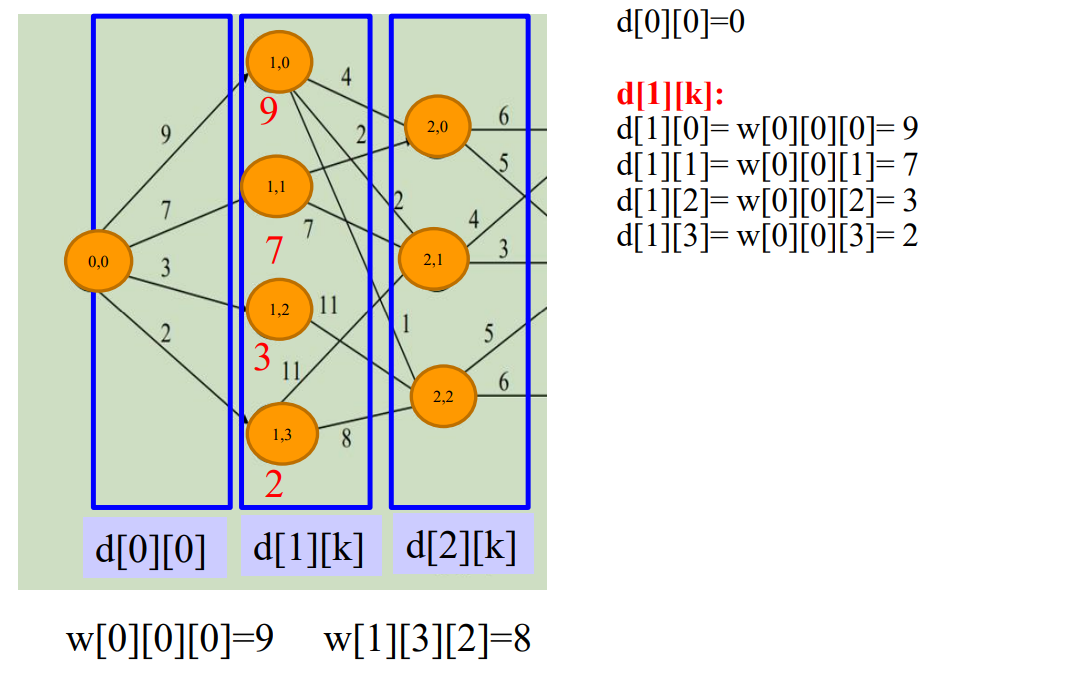 d[0][0]=0
d[1][k]:
d[1][0]= w[0][0][0]= 9
d[1][1]= w[0][0][1]= 7
d[1][2]= w[0][0][2]= 3
d[1][3]= w[0][0][3]= 2
1,0
4
9
9
2
2,0
6
5
1,1
7
7
7
2
4
3
0,0
3
2,1
1,2
11
2
3
11
1
5
2,2
6
1,3
8
2
d[0][0]
d[1][k]
d[2][k]
w[0][0][0]=9
w[1][3][2]=8